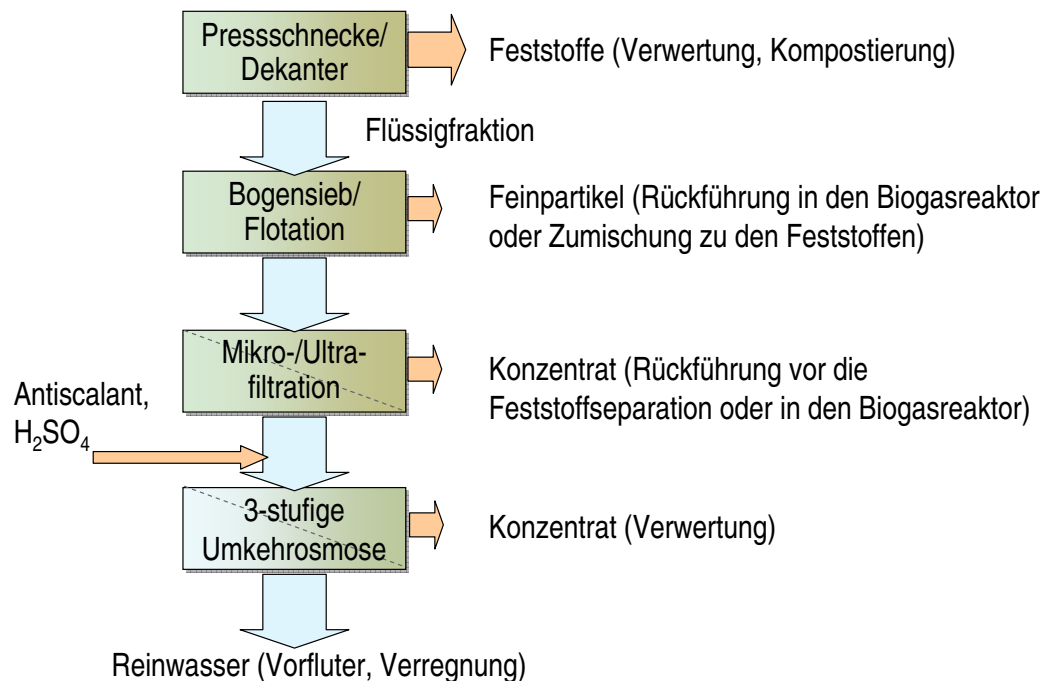 Pressschnecke/
Dekanter
Feststoffe (Verwertung, Kompostierung)
Flüssigfraktion
Bogensieb/
Flotation
Feinpartikel (Rückführung in den Biogasreaktor
oder Zumischung zu den Feststoffen)
Mikro-/Ultra-
filtration
Konzentrat (Rückführung vor die
Feststoffseparation oder in den Biogasreaktor)
Antiscalant,
H₂SO₄
3-stufige
Umkehrosmose
Konzentrat (Verwertung)
Reinwasser (Vorfluter, Verregnung)